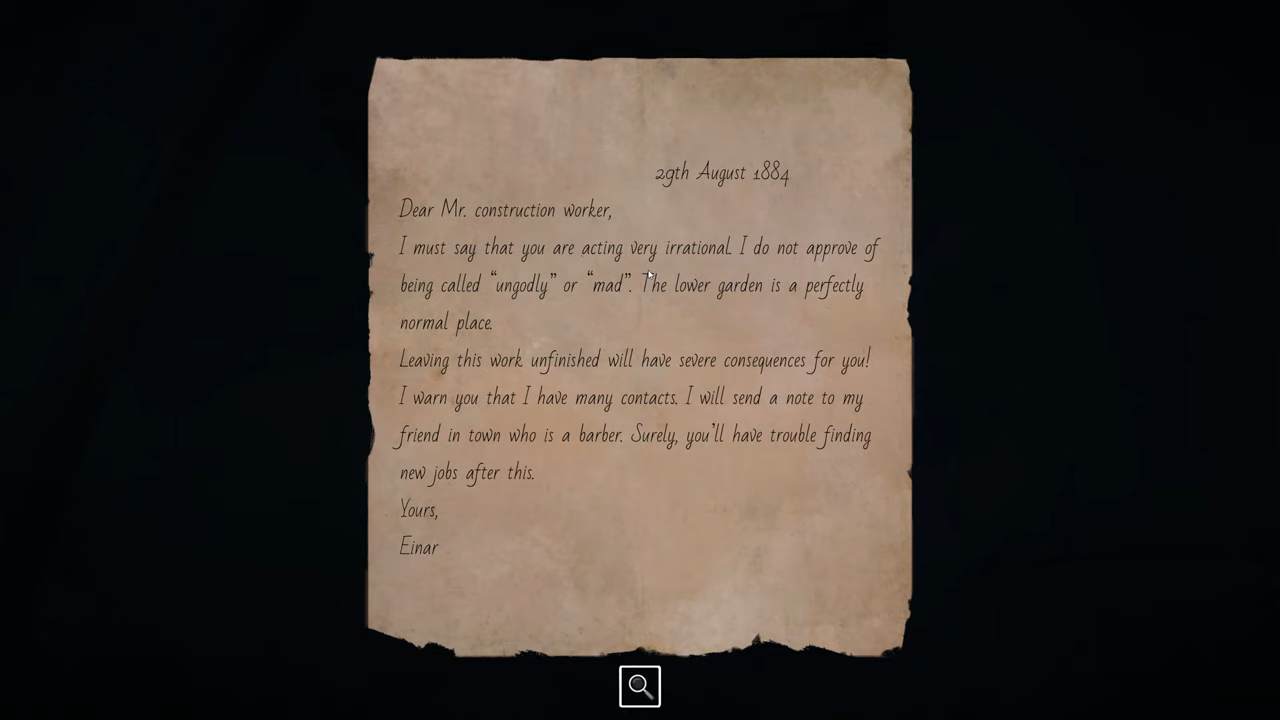 29th August 1884
Dear Mr. construction worker,
I must say that you are acting very irrational. I do not approve of
being called “ungodly” or “mad”. The lower garden is a perfectly
normal place.
Leaving this work unfinished will have severe consequences for you!
I warn you that I have many contacts. I will send a note to my
friend in town who is a barber. Surely, you’ll have trouble finding
new jobs after this.
Yours,
Einar